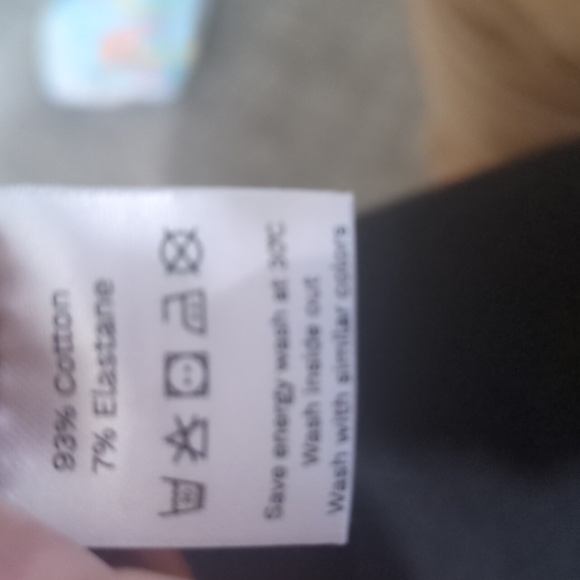 93% Cotton
7% Elastane
Save energy wash at 30℃
Wash inside out
Wash with similar colors